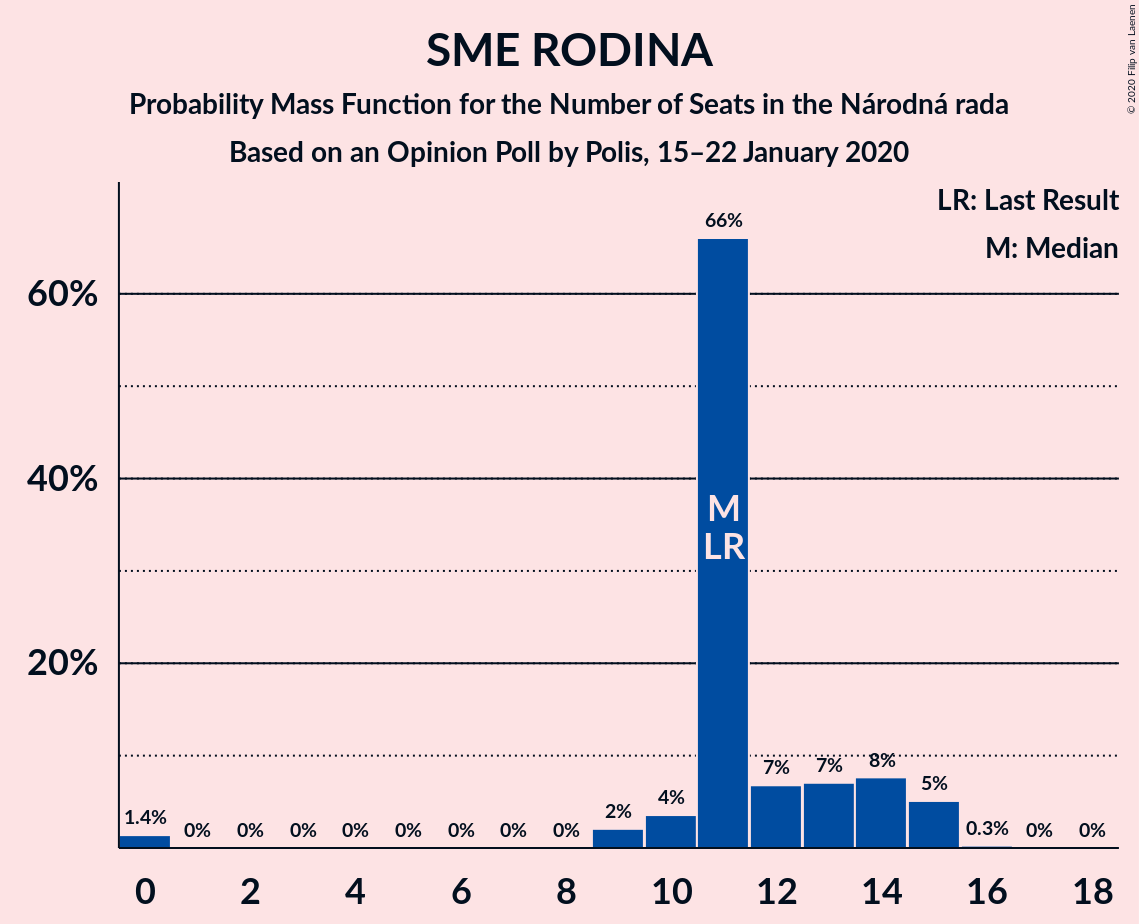 SME RODINA
Probability Mass Function for the Number of Seats in the Národná rada
Based on an Opinion Poll by Polis, 15–22 January 2020
© 2020 Filip van Laenen
LR: Last Result
M: Median
60%
40%
20%
1.4%
0%
0%
0%
0%
0%
0%
0%
0%
2%
4%
66%
M
LR
7%
7%
8%
5%
0.3%
0%
0%
0 2 4 6 8 10 12 14 16 18